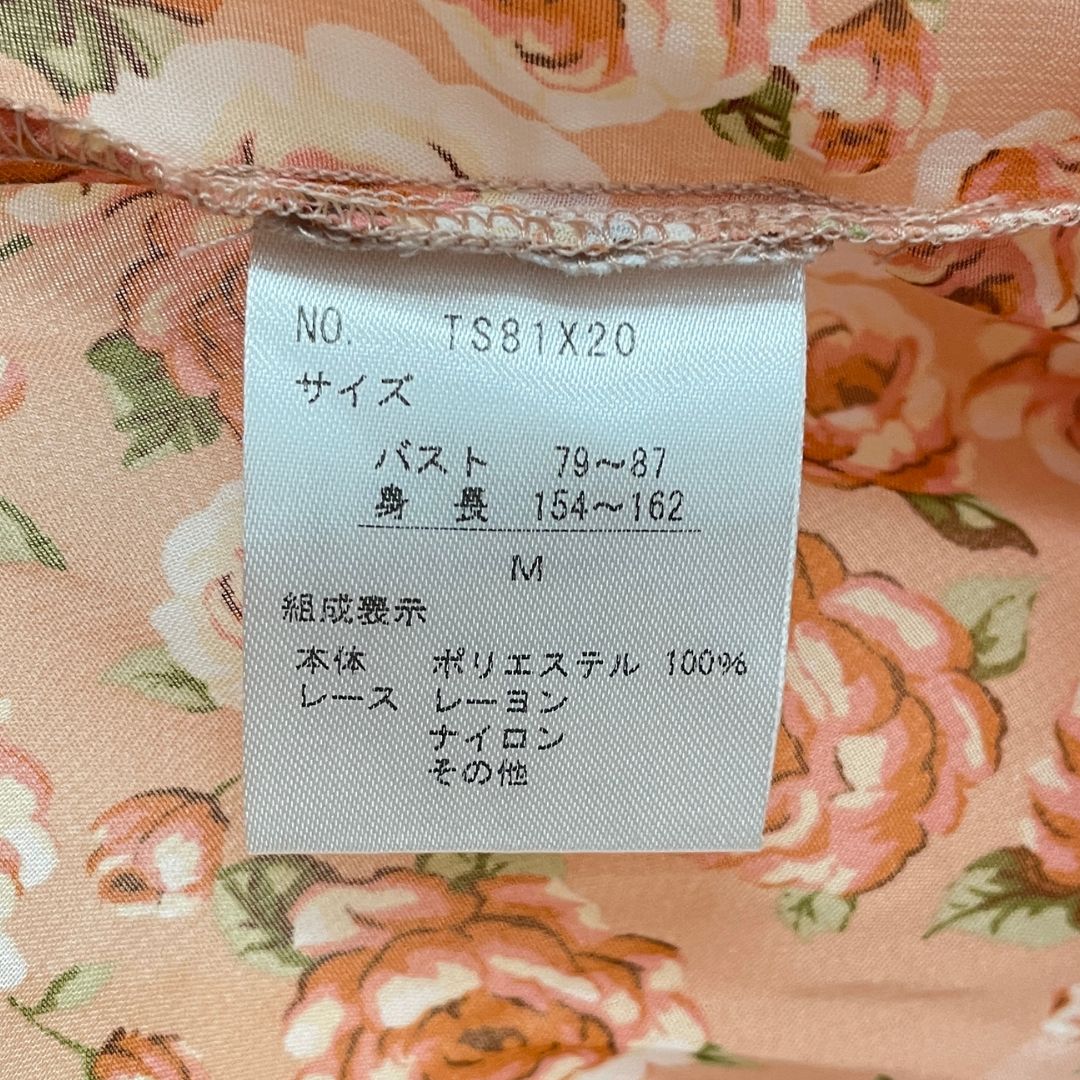 NO. TS81X20
サイズ
バスト 79〜87
身長 154〜162
M
組成表示
本体 ポリエステル 100%
レース レーヨン
ナイロン
その他